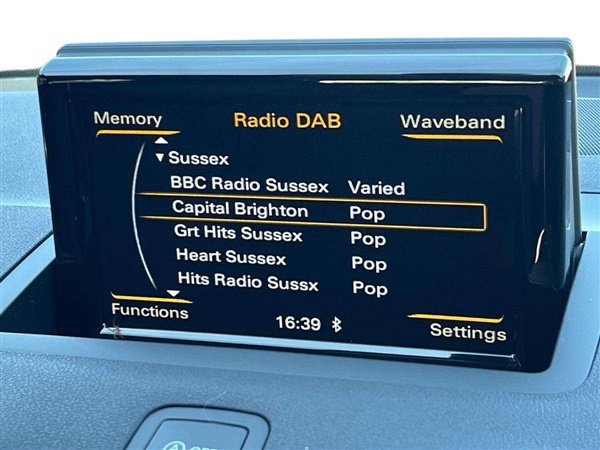 Memory Radio DAB Waveband
Sussex
BBC Radio Sussex Varied
Capital Brighton Pop
Grt Hits Sussex Pop
Heart Sussex Pop
Hits Radio Sussx Pop
Functions 16:39 Settings